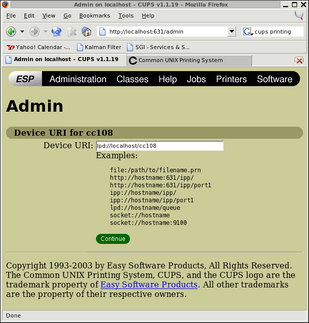 Admin on localhost - CUPS v1.1.19 - Mozilla Firefox
File Edit View Go Bookmarks Tools Help
http://localhost:631/admin
cups printing
Yahoo! Calendar -...
Kalman Filter
SGI - Services & S...
Admin on localhost - CUPS v1.1.19
Common UNIX Printing System
ESP Administration Classes Help Jobs Printers Software
Admin
Device URI for cc108
Device URI: lpd://localhost/cc108
Examples:
file:/path/to/filename.prn
http://hostname:631/ipp/
http://hostname:631/ipp/port1
ipp://hostname/ipp/
ipp://hostname/ipp/port1
lpd://hostname/queue
socket://hostname
socket://hostname:9100
Continue
Copyright 1993-2003 by Easy Software Products, All Rights Reserved.
The Common UNIX Printing System, CUPS, and the CUPS logo are the
trademark property of Easy Software Products. All other trademarks
are the property of their respective owners.
Done